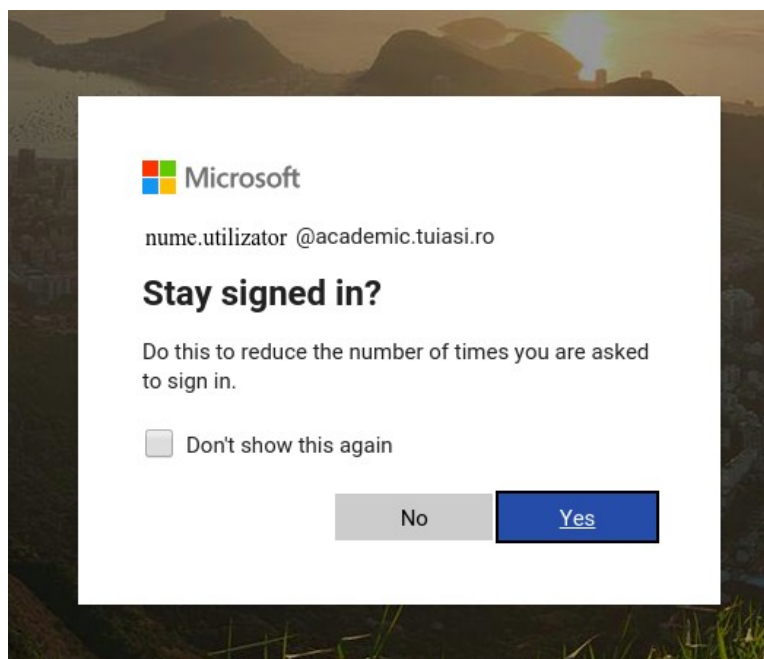 Microsoft
nume.utilizator @academic.tuiasi.ro
Stay signed in?
Do this to reduce the number of times you are asked
to sign in.
Don't show this again
No Yes